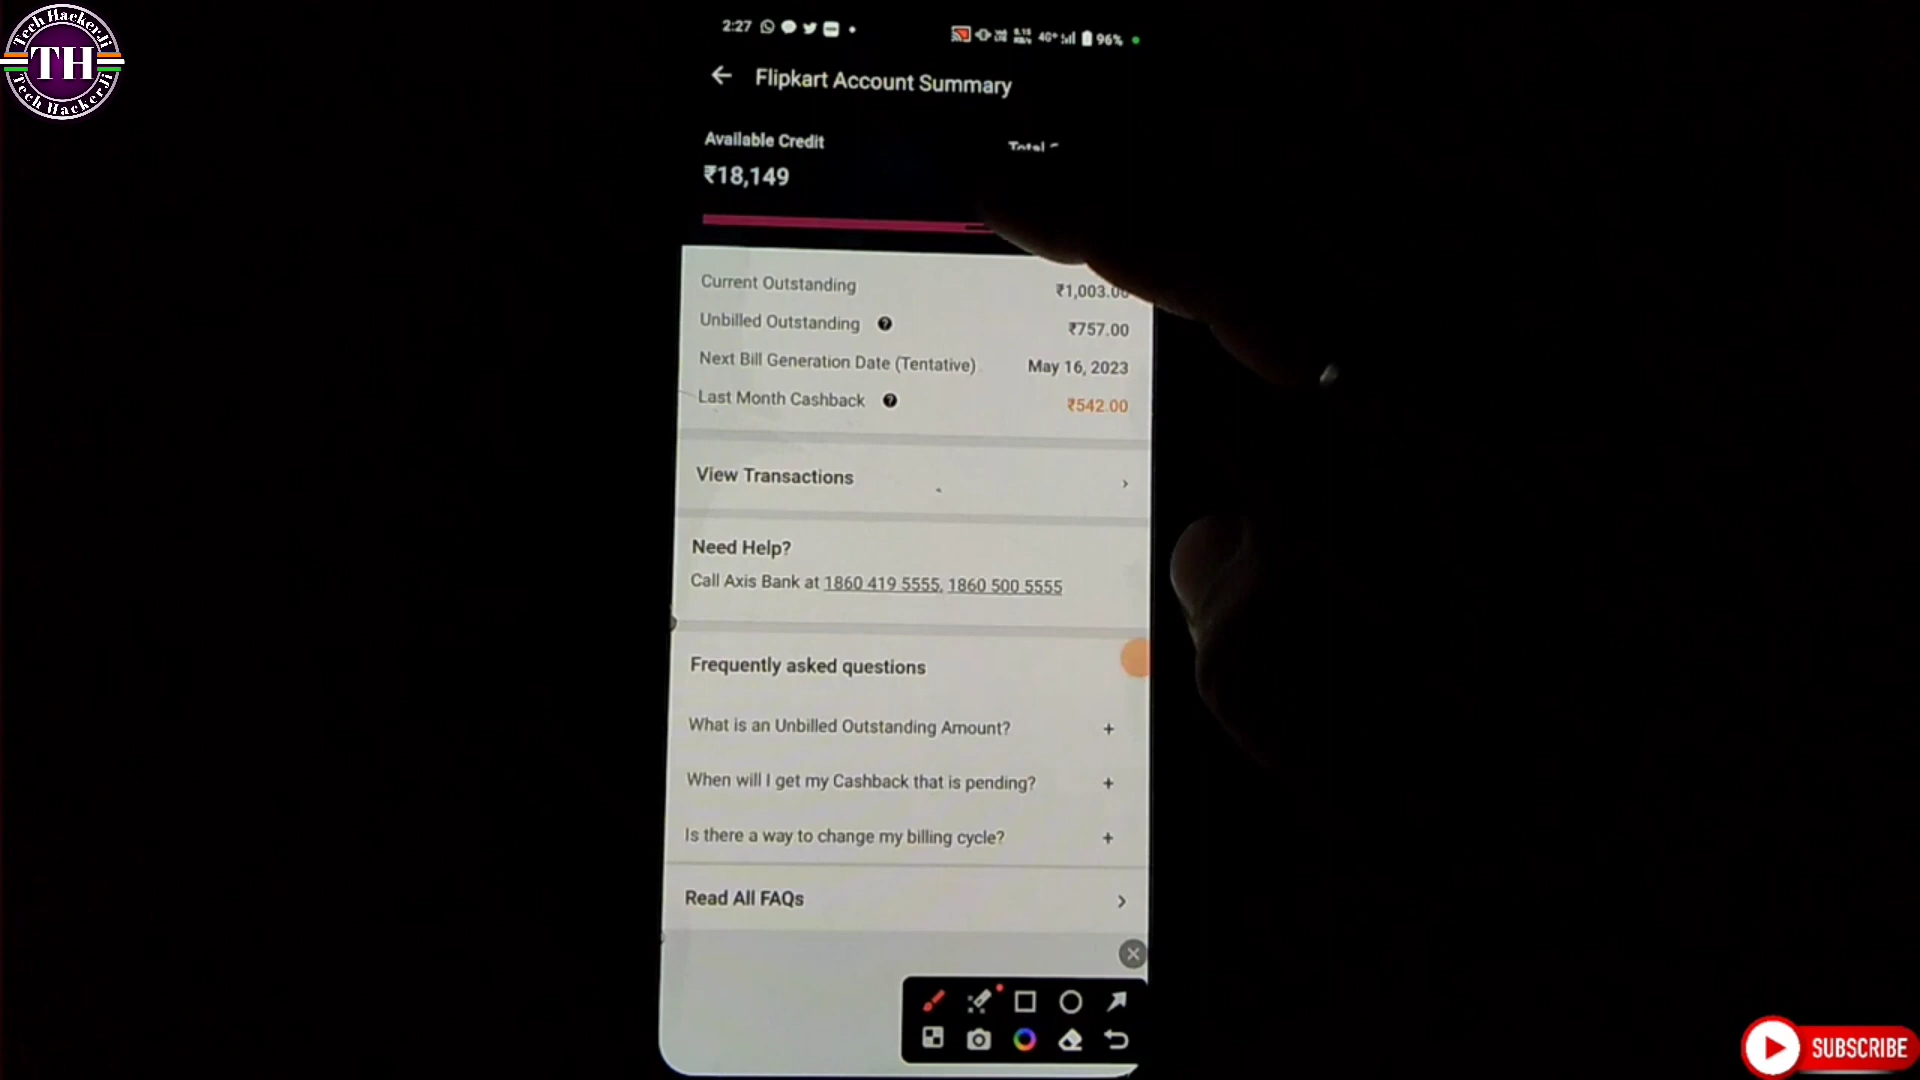 Tech HackerJi
TH
Tech HackerJi
2:27
4G+
96%
Flipkart Account Summary
Available Credit
Total
₹18,149
Current Outstanding
₹1,003.00
Unbilled Outstanding
₹757.00
Next Bill Generation Date (Tentative)
May 16, 2023
Last Month Cashback
₹542.00
View Transactions
Need Help?
Call Axis Bank at 1860 419 5555, 1860 500 5555
Frequently asked questions
What is an Unbilled Outstanding Amount?
+
When will I get my Cashback that is pending?
+
Is there a way to change my billing cycle?
+
Read All FAQs
SUBSCRIBE